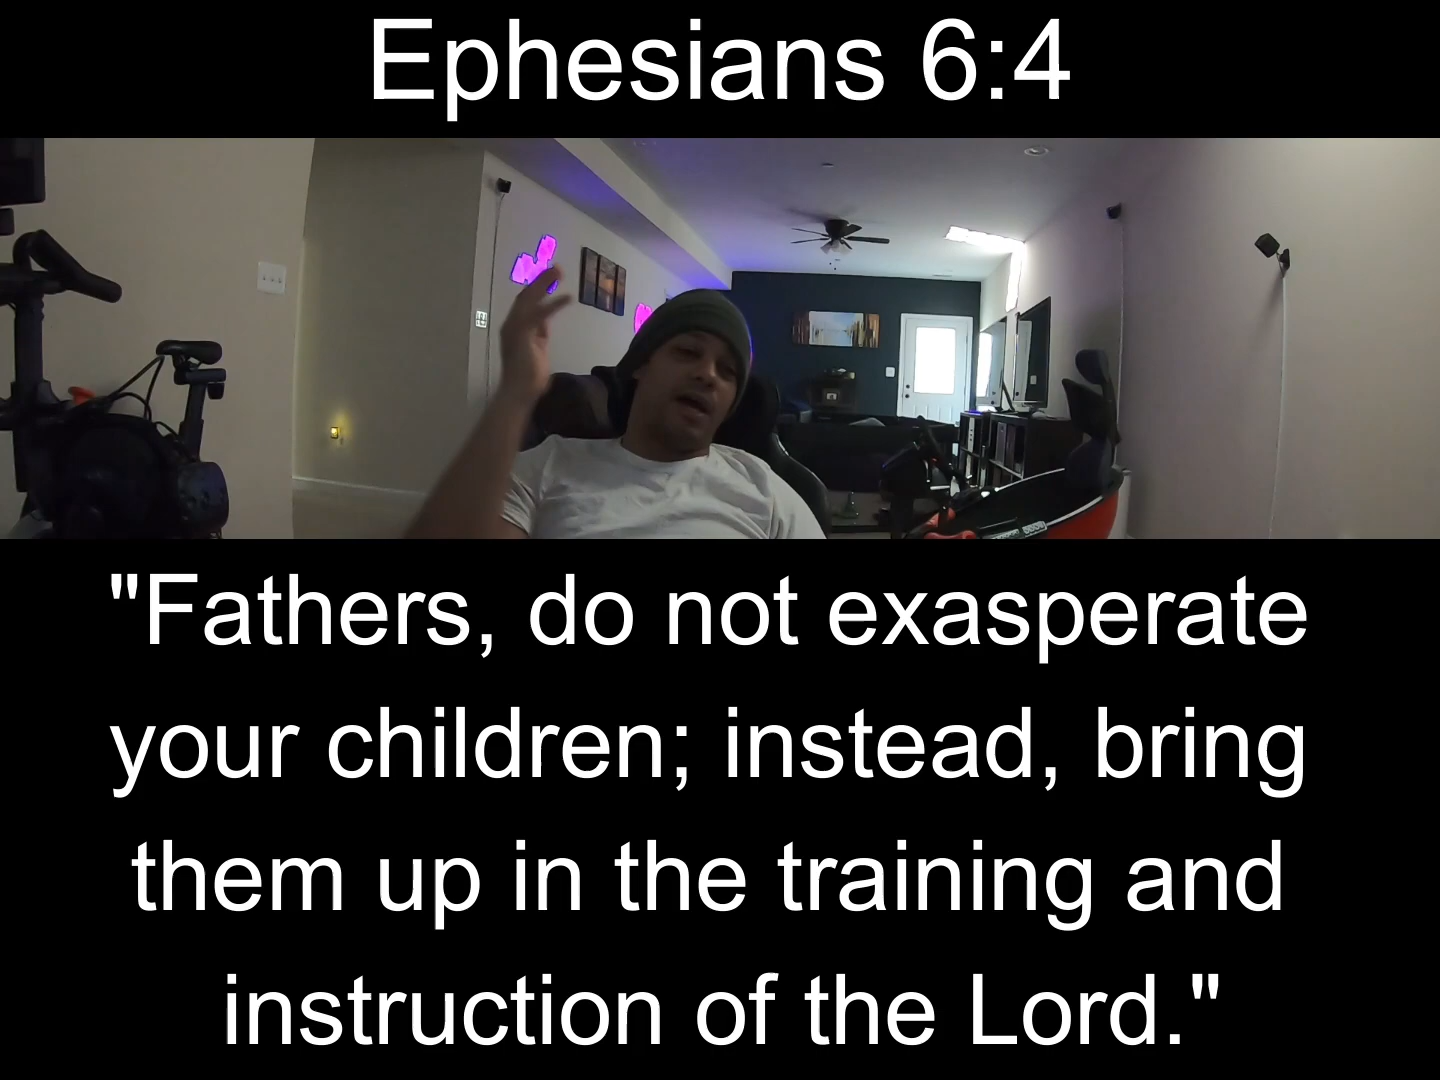 Ephesians 6:4
"Fathers, do not exasperate
your children; instead, bring
them up in the training and
instruction of the Lord."